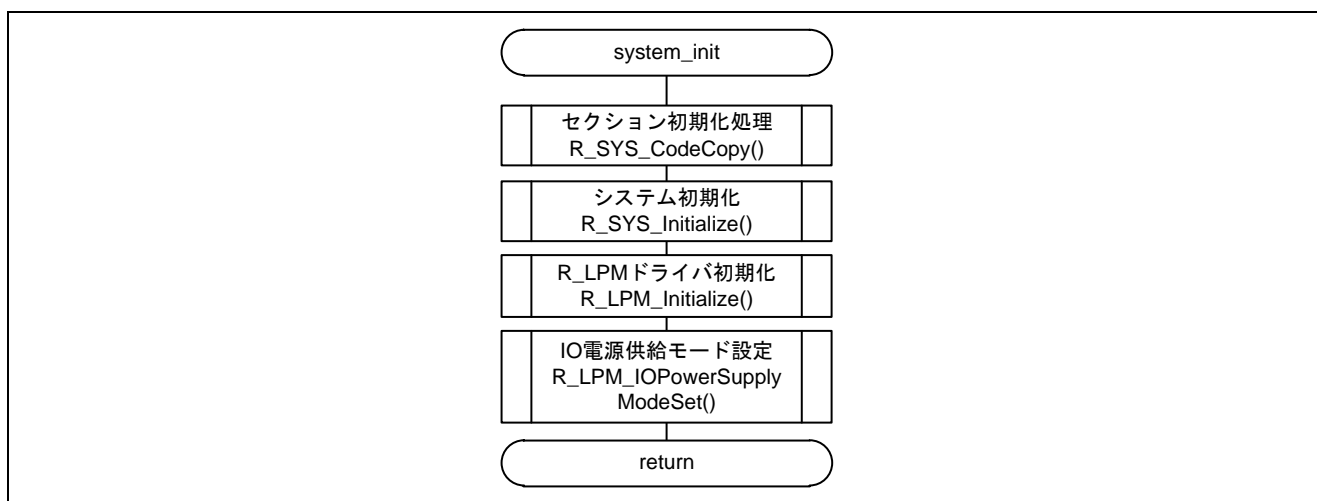 system_init
セクション初期化処理
R_SYS_CodeCopy()
システム初期化
R_SYS_Initialize()
R_LPMドライバ初期化
R_LPM_Initialize()
IO電源供給モード設定
R_LPM_IOPowerSupply
ModeSet()
return